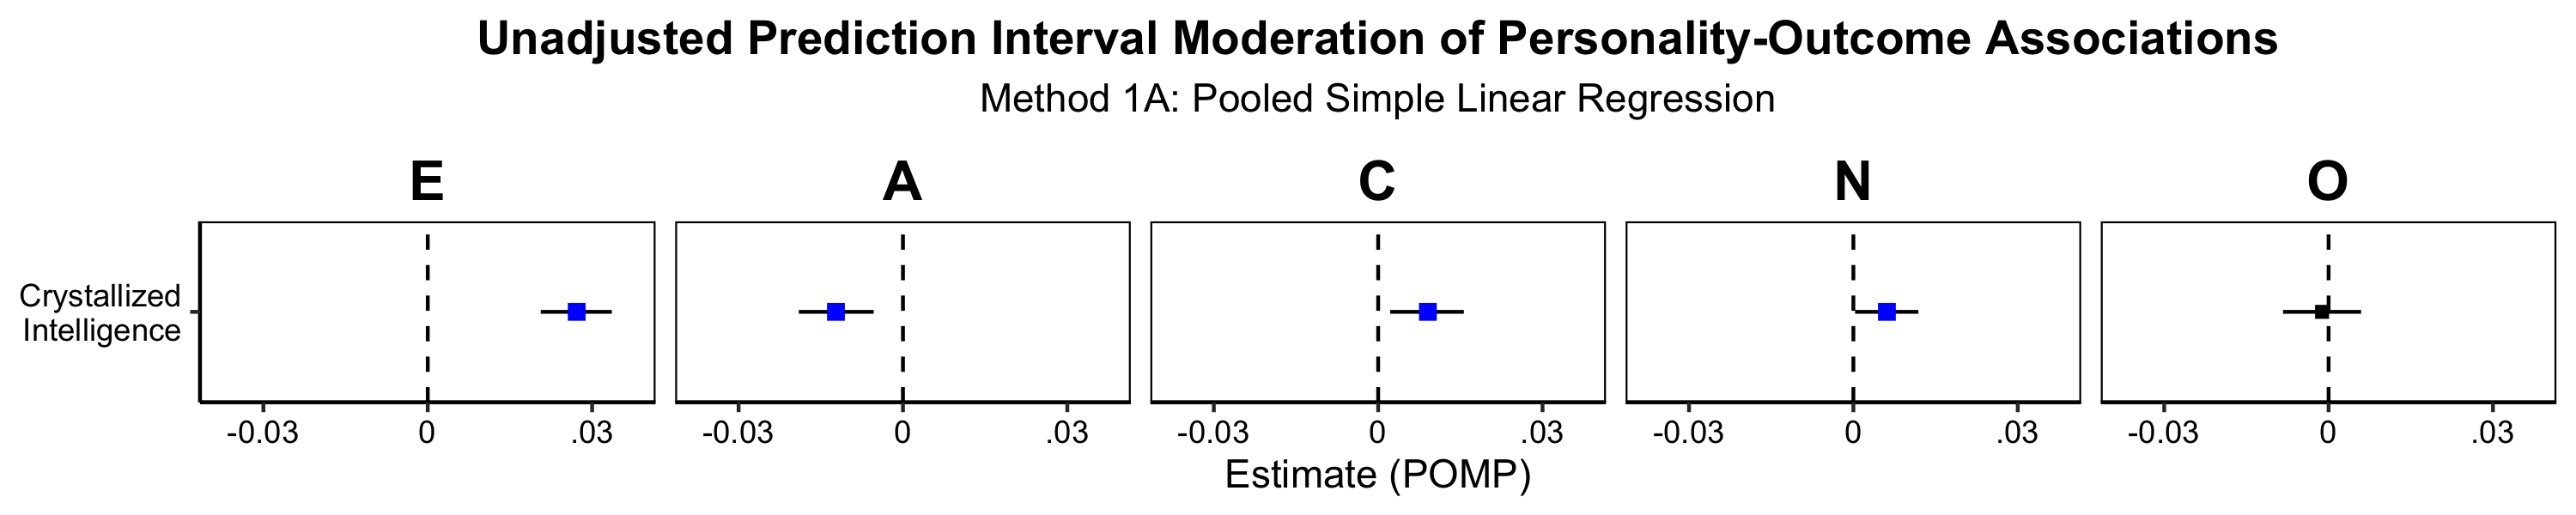 Unadjusted Prediction Interval Moderation of Personality-Outcome Associations
Method 1A: Pooled Simple Linear Regression
E A C N O
Crystallized
Intelligence
-0.03 0 .03 -0.03 0 .03 -0.03 0 .03 -0.03 0 .03 -0.03 0 .03
Estimate (POMP)